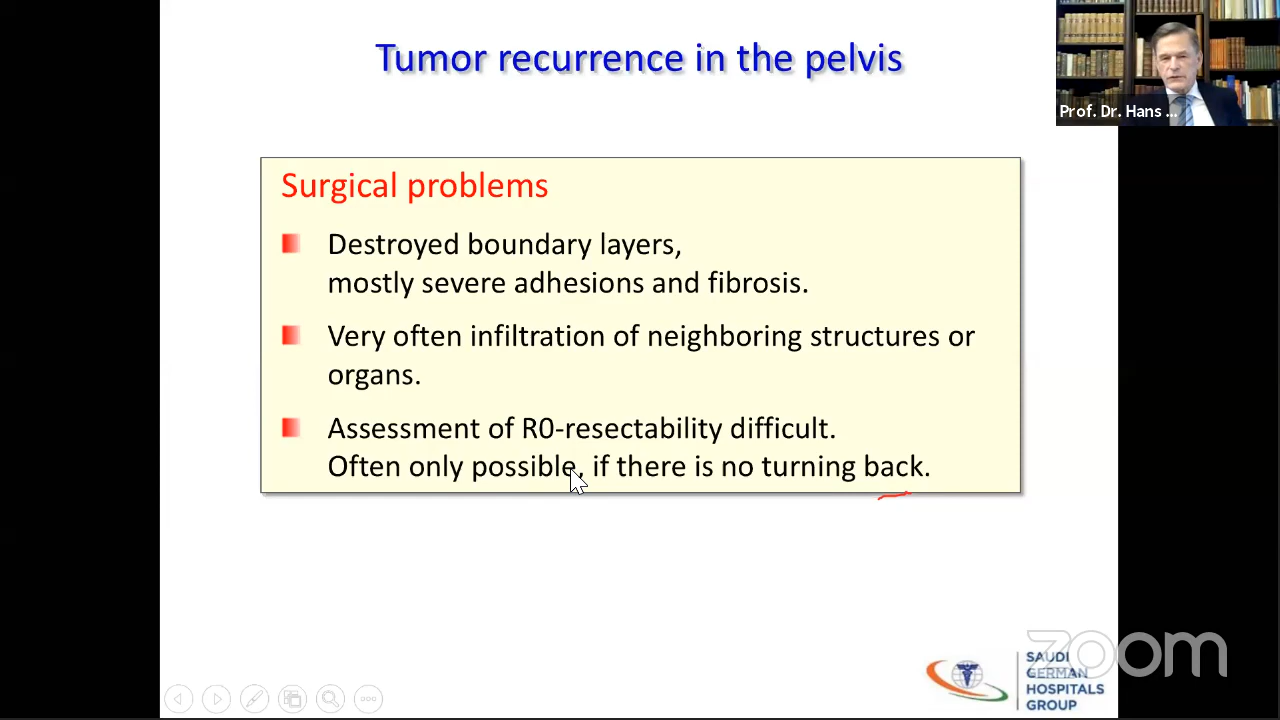 Tumor recurrence in the pelvis
Prof. Dr. Hans ...
Surgical problems
Destroyed boundary layers,
mostly severe adhesions and fibrosis.
Very often infiltration of neighboring structures or
organs.
Assessment of R0-resectability difficult.
Often only possible, if there is no turning back.
zoom
SAUDI
GERMAN
HOSPITALS
GROUP